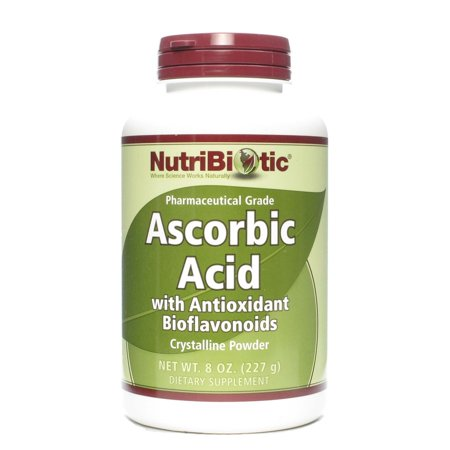 NutriBiotic®
Where Science Works Naturally
Pharmaceutical Grade
Ascorbic
Acid
with Antioxidant
Bioflavonoids
Crystalline Powder
NET WT. 8 OZ. (227 g)
DIETARY SUPPLEMENT